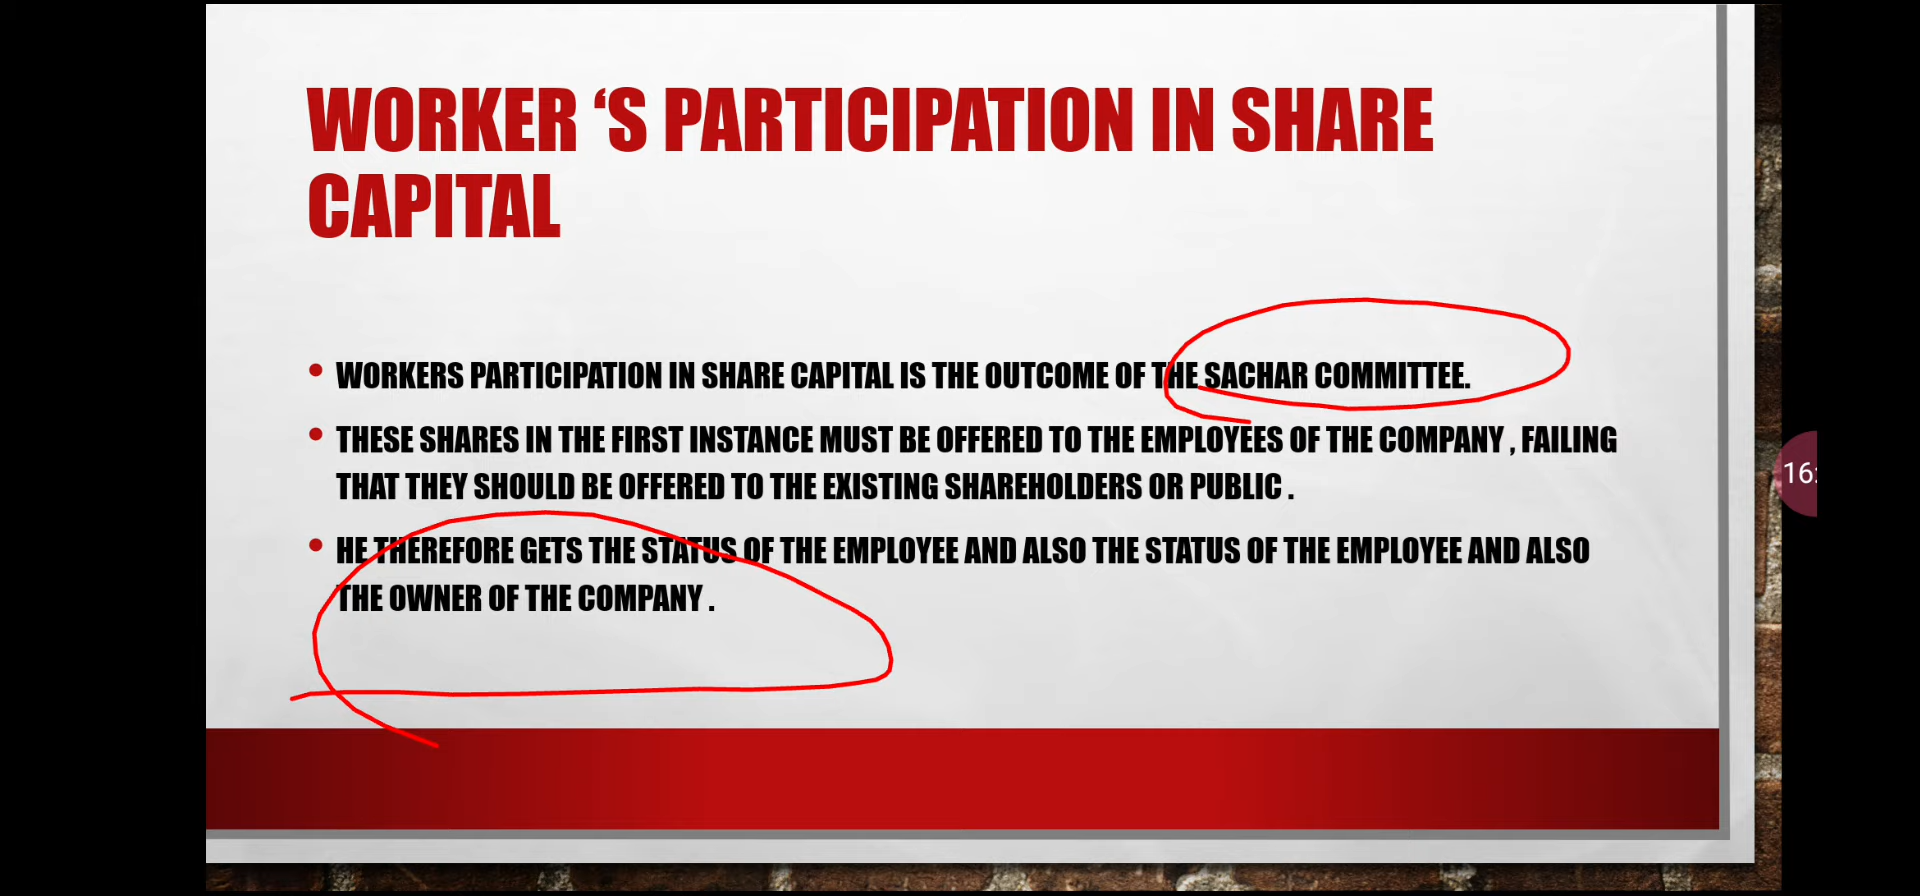 WORKER ‘S PARTICIPATION IN SHARE
CAPITAL
• WORKERS PARTICIPATION IN SHARE CAPITAL IS THE OUTCOME OF THE SACHAR COMMITTEE.
• THESE SHARES IN THE FIRST INSTANCE MUST BE OFFERED TO THE EMPLOYEES OF THE COMPANY , FAILING
THAT THEY SHOULD BE OFFERED TO THE EXISTING SHAREHOLDERS OR PUBLIC .
• HE THEREFORE GETS THE STATUS OF THE EMPLOYEE AND ALSO THE STATUS OF THE EMPLOYEE AND ALSO
THE OWNER OF THE COMPANY .
16: